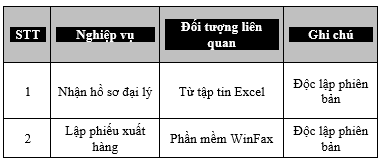 STT
Nghiệp vụ
Đối tượng liên
quan
Ghi chú
1
Nhận hồ sơ đại lý
Từ tập tin Excel
Độc lập phiên
bản
2
Lập phiếu xuất
hàng
Phần mềm WinFax
Độc lập phiên
bản